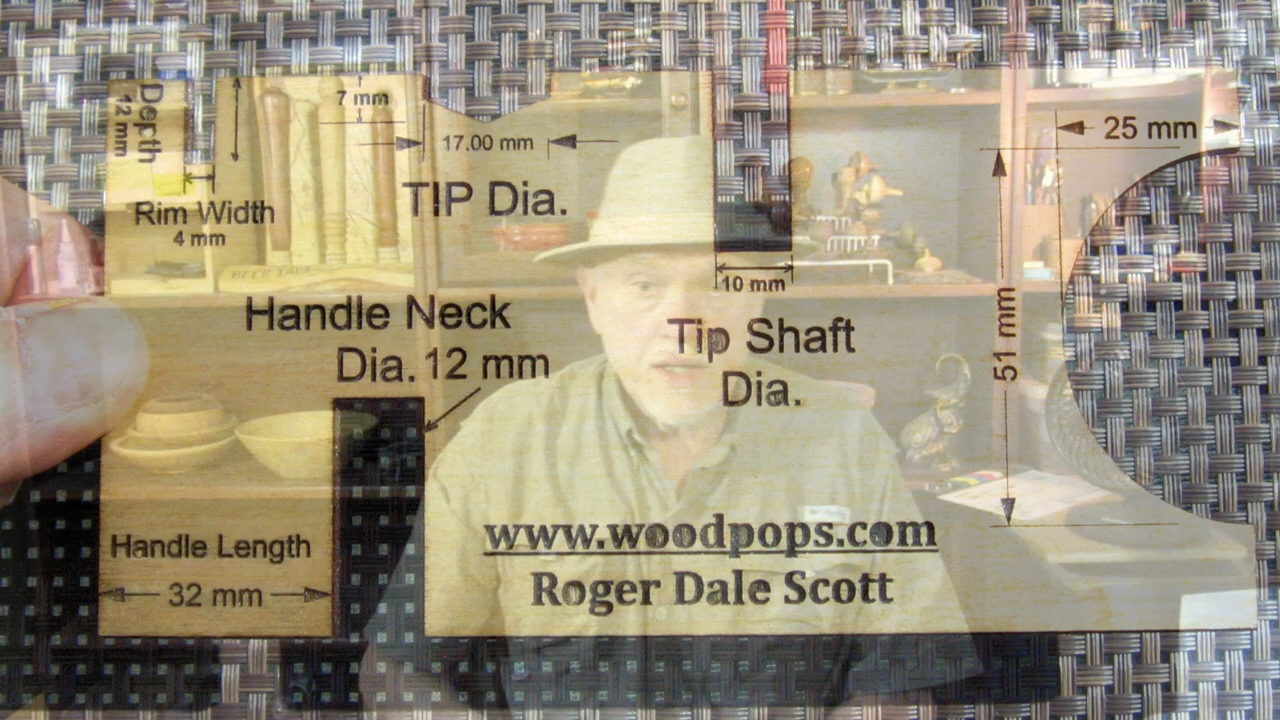 Depth
12 mm
7 mm
17.00 mm
25 mm
TIP Dia.
Rim Width
4 mm
10 mm
Handle Neck
Dia. 12 mm
Tip Shaft
Dia.
51 mm
Handle Length
32 mm
www.woodpops.com
Roger Dale Scott
BEER TAPS